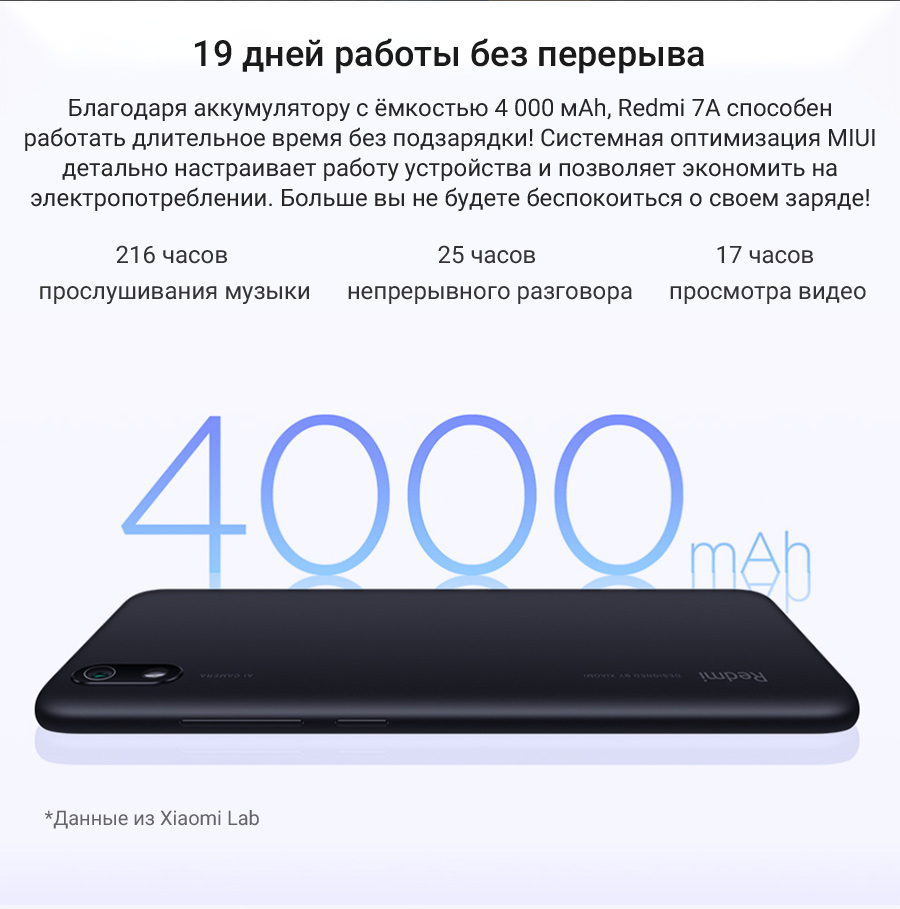 19 дней работы без перерыва
Благодаря аккумулятору с ёмкостью 4 000 мАh, Redmi 7A способен
работать длительное время без подзарядки! Системная оптимизация MIUI
детально настраивает работу устройства и позволяет экономить на
электропотреблении. Больше вы не будете беспокоиться о своем заряде!
216 часов
прослушивания музыки
25 часов
непрерывного разговора
17 часов
просмотра видео
4000 mAh
AI CAMERA
DESIGNED BY XIAOMI
Redmi
*Данные из Xiaomi Lab